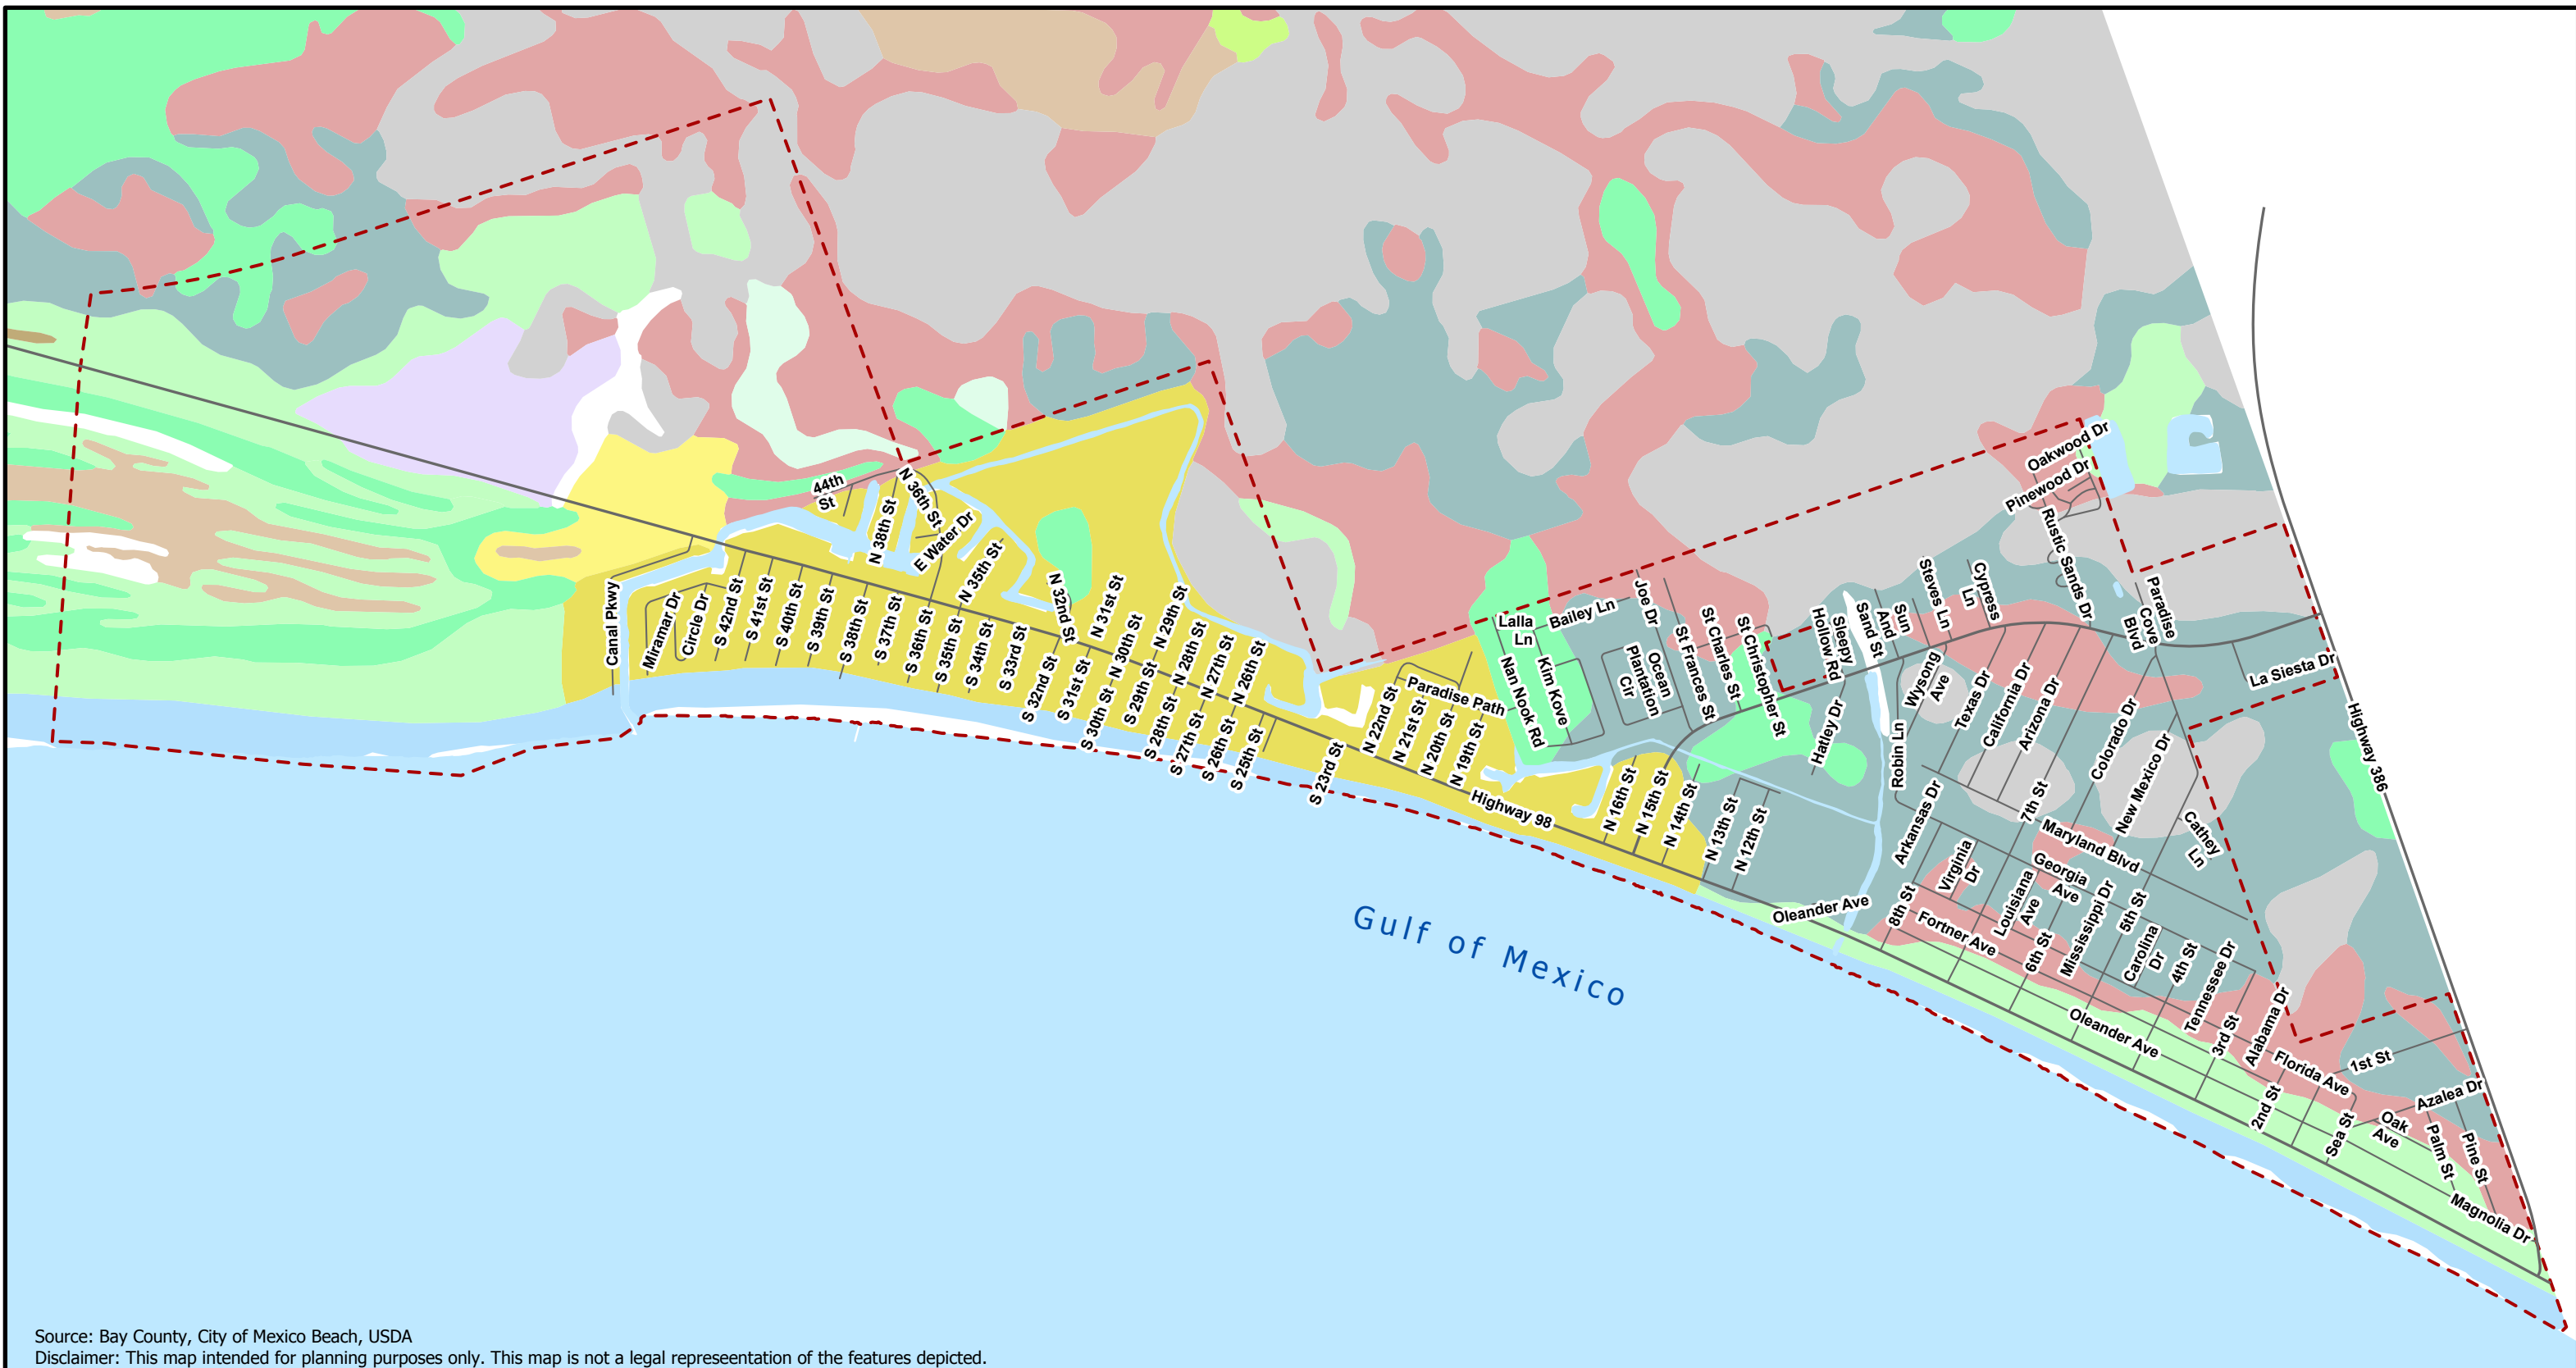 44th
St
N 36th St
N 38th St
E Water Dr
N 35th St
N 32nd St
N 31st St
N 30th St
N 29th St
N 28th St
N 27th St
N 26th St
Canal Pkwy
Miramar Dr
Circle Dr
S 42nd St
S 41st St
S 40th St
S 39th St
S 38th St
S 37th St
S 36th St
S 35th St
S 34th St
S 33rd St
S 32nd St
S 31st St
S 30th St
S 29th St
S 28th St
S 27th St
S 26th St
S 25th St
S 23rd St
N 22nd St
N 21st St
N 20th St
N 19th St
Paradise Path
Highway 98
Lalla
Ln
Bailey Ln
Nan Nook Rd
Kim Kove
Joe Dr
Ocean
Plantation
Cir
St Frances St
St Charles St
St Christopher St
N 16th St
N 15th St
N 14th St
N 13th St
N 12th St
Sleepy
Hollow Rd
Hatley Dr
Sun
And
Sand St
Steves Ln
Cypress
Ln
Oakwood Dr
Pinewood Dr
Rustic Sands Dr
Paradise
Cove
Blvd
La Siesta Dr
Highway 386
Robin Ln
Wysong
Ave
Texas Dr
California Dr
Arizona Dr
Colorado Dr
New Mexico Dr
7th St
Maryland Blvd
Cathey
Ln
Arkansas Dr
Virginia
Dr
Georgia
Ave
Louisiana
Ave
Mississippi Dr
8th St
Fortner Ave
6th St
5th St
Carolina
Dr
4th St
Tennessee Dr
3rd St
Alabama Dr
Oleander Ave
Oleander Ave
Florida Ave
1st St
2nd St
Sea St
Oak
Ave
Azalea Dr
Palm St
Pine St
Magnolia Dr
Gulf of Mexico
Source: Bay County, City of Mexico Beach, USDA
Disclaimer: This map intended for planning purposes only. This map is not a legal represeentation of the features depicted.